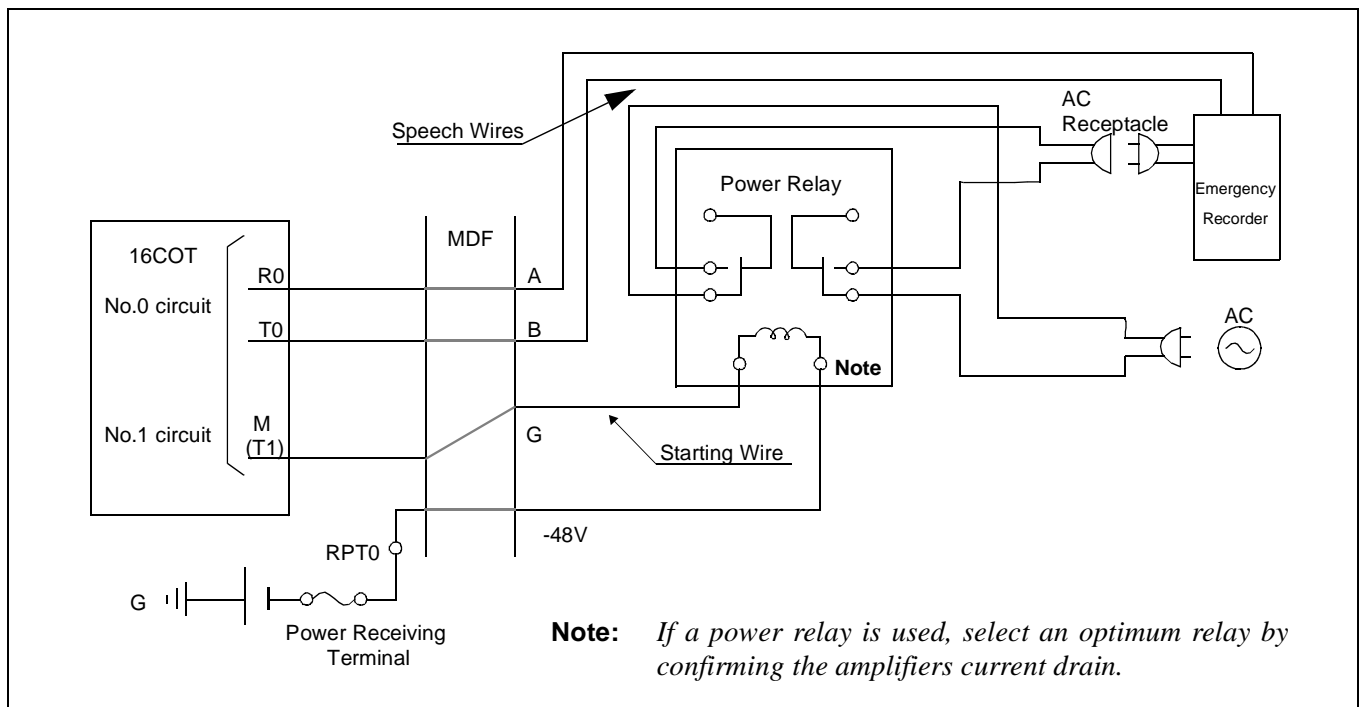 AC
Receptacle
Speech Wires
Power Relay
Emergency
Recorder
MDF
16COT
R0
A
No.0 circuit
T0
B
AC
Note
M
(T1)
No.1 circuit
G
Starting Wire
-48V
RPT0
G
Power Receiving
Terminal
Note: If a power relay is used, select an optimum relay by
confirming the amplifiers current drain.